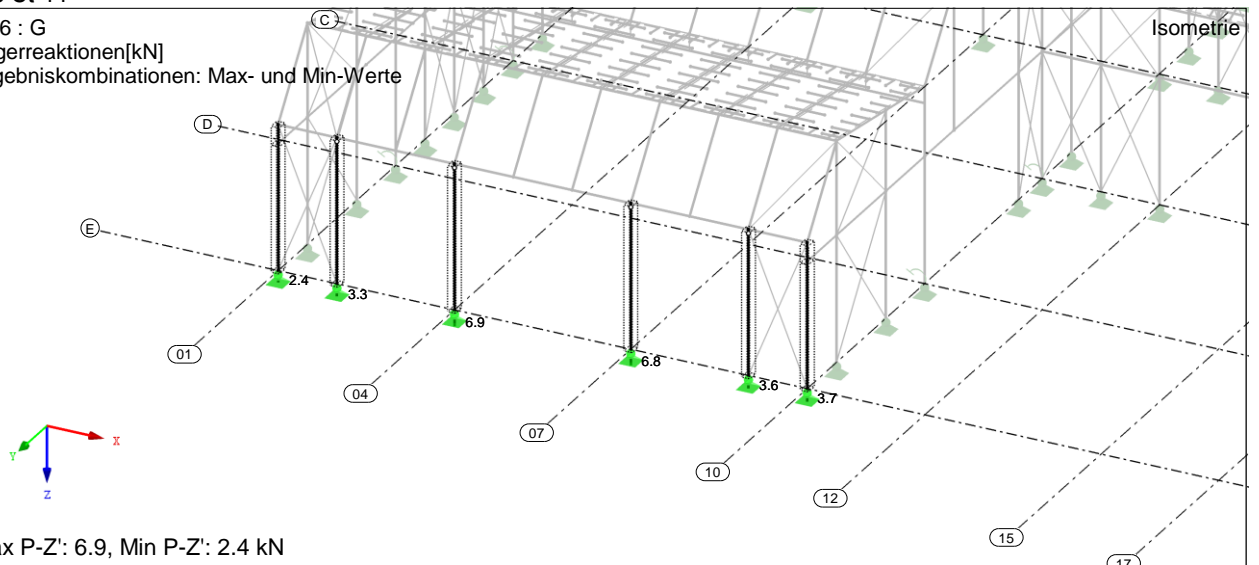 6 : G
gerreaktionen[kN]
gebniskombinationen: Max- und Min-Werte
Isometrie
C
D
E
2.4
3.3
6.9
6.8
3.6
3.7
01
04
07
10
12
15
17
X
Y
Z
ax P-Z': 6.9, Min P-Z': 2.4 kN